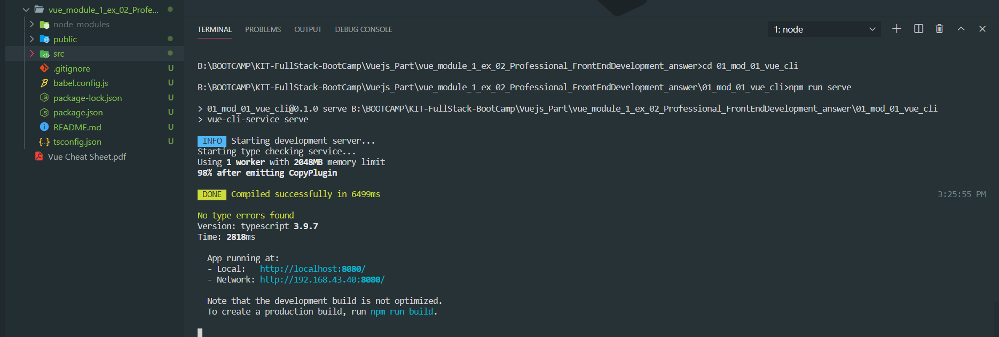 vue_module_1_ex_02_Profe...
node_modules
public
src
.gitignore U
babel.config.js U
package-lock.json U
package.json U
README.md U
tsconfig.json U
Vue Cheat Sheet.pdf
TERMINAL PROBLEMS OUTPUT DEBUG CONSOLE 1: node
B:\BOOTCAMP\KIT-FullStack-BootCamp\Vuejs_Part\vue_module_1_ex_02_Professional_FrontEndDevelopment_answer>cd 01_mod_01_vue_cli
B:\BOOTCAMP\KIT-FullStack-BootCamp\Vuejs_Part\vue_module_1_ex_02_Professional_FrontEndDevelopment_answer\01_mod_01_vue_cli>npm run serve
> 01_mod_01_vue_cli@0.1.0 serve B:\BOOTCAMP\KIT-FullStack-BootCamp\Vuejs_Part\vue_module_1_ex_02_Professional_FrontEndDevelopment_answer\01_mod_01_vue_cli
> vue-cli-service serve
INFO Starting development server...
Starting type checking service...
Using 1 worker with 2048MB memory limit
98% after emitting CopyPlugin
DONE Compiled successfully in 6499ms 3:25:55 PM
No type errors found
Version: typescript 3.9.7
Time: 2818ms
App running at:
- Local: http://localhost:8080/
- Network: http://192.168.43.40:8080/
Note that the development build is not optimized.
To create a production build, run npm run build.